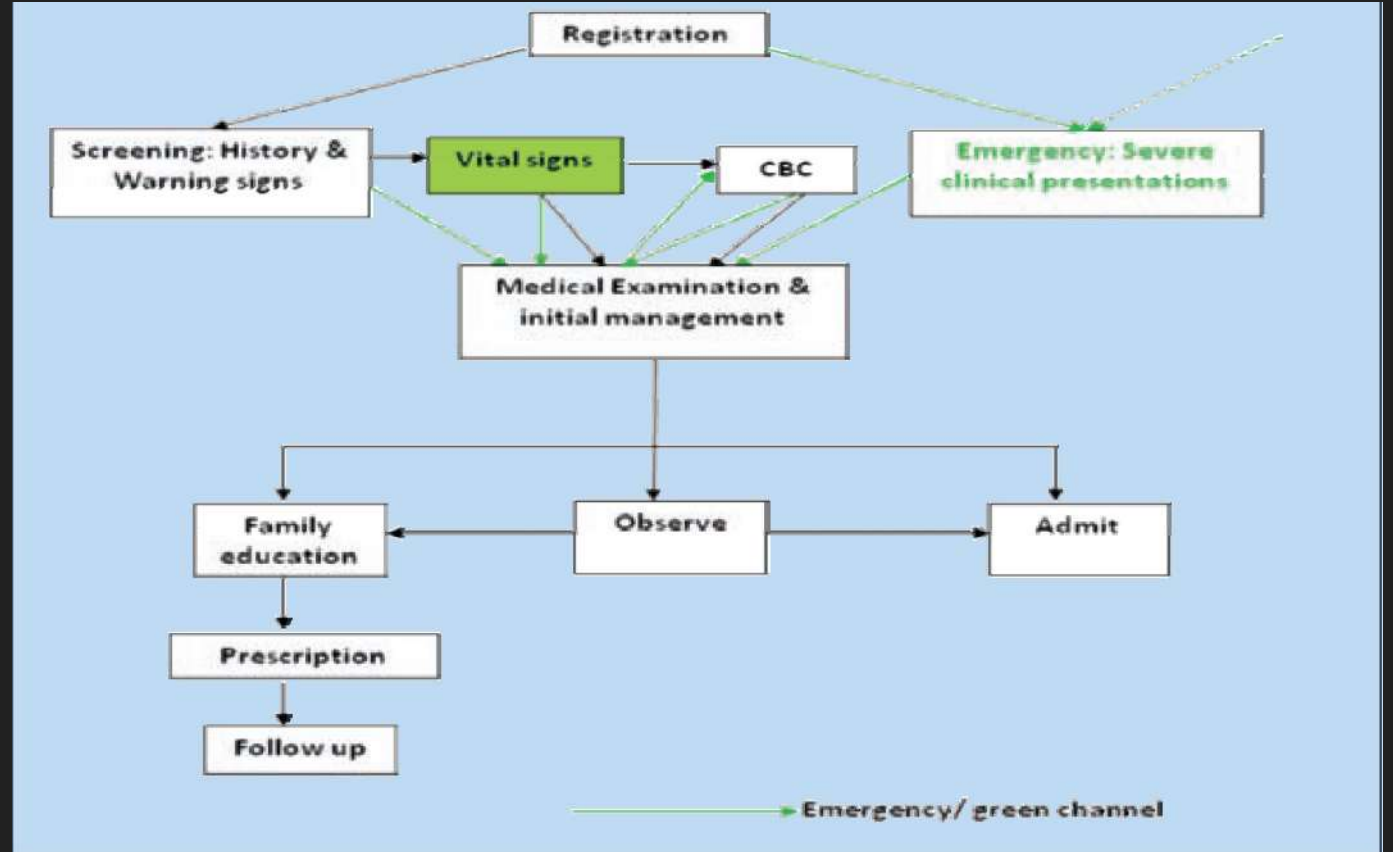 Registration
Screening: History &
Warning signs
Vital signs
CBC
Emergency: Severe
clinical presentations
Medical Examination &
initial management
Family
education
Observe
Admit
Prescription
Follow up
Emergency/ green channel